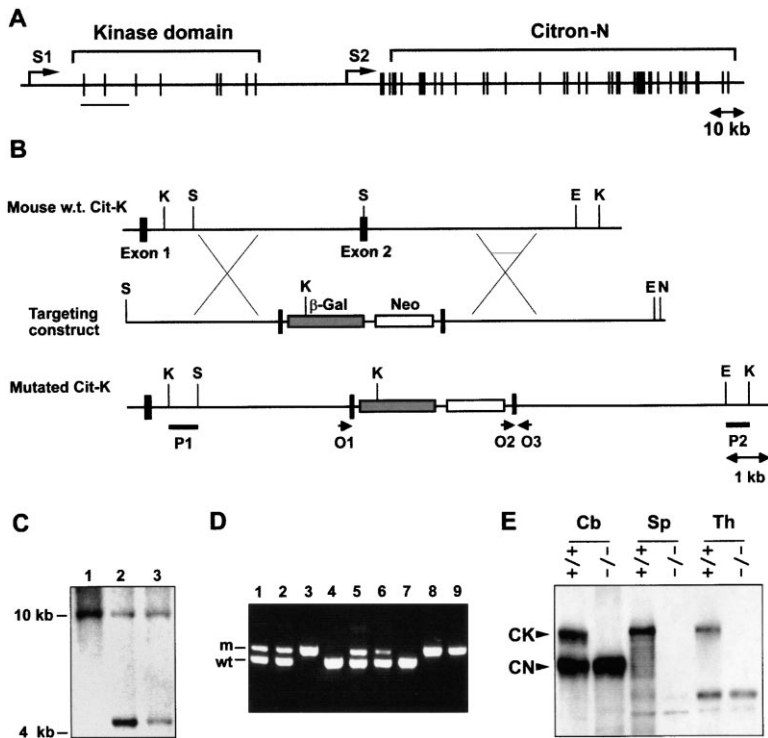 A
Kinase domain
Citron-N
S1
S2
10 kb
B
K S S E K
Mouse w.t. Cit-K
Exon 1 Exon 2
S K β-Gal Neo E N
Targeting
construct
Mutated Cit-K
K S K E K
P1 O1 O2 O3 P2
1 kb
C
1 2 3
10 kb
4 kb
D
1 2 3 4 5 6 7 8 9
m
wt
E
Cb Sp Th
+/+ -/- +/+ -/- +/+ -/-
CK
CN